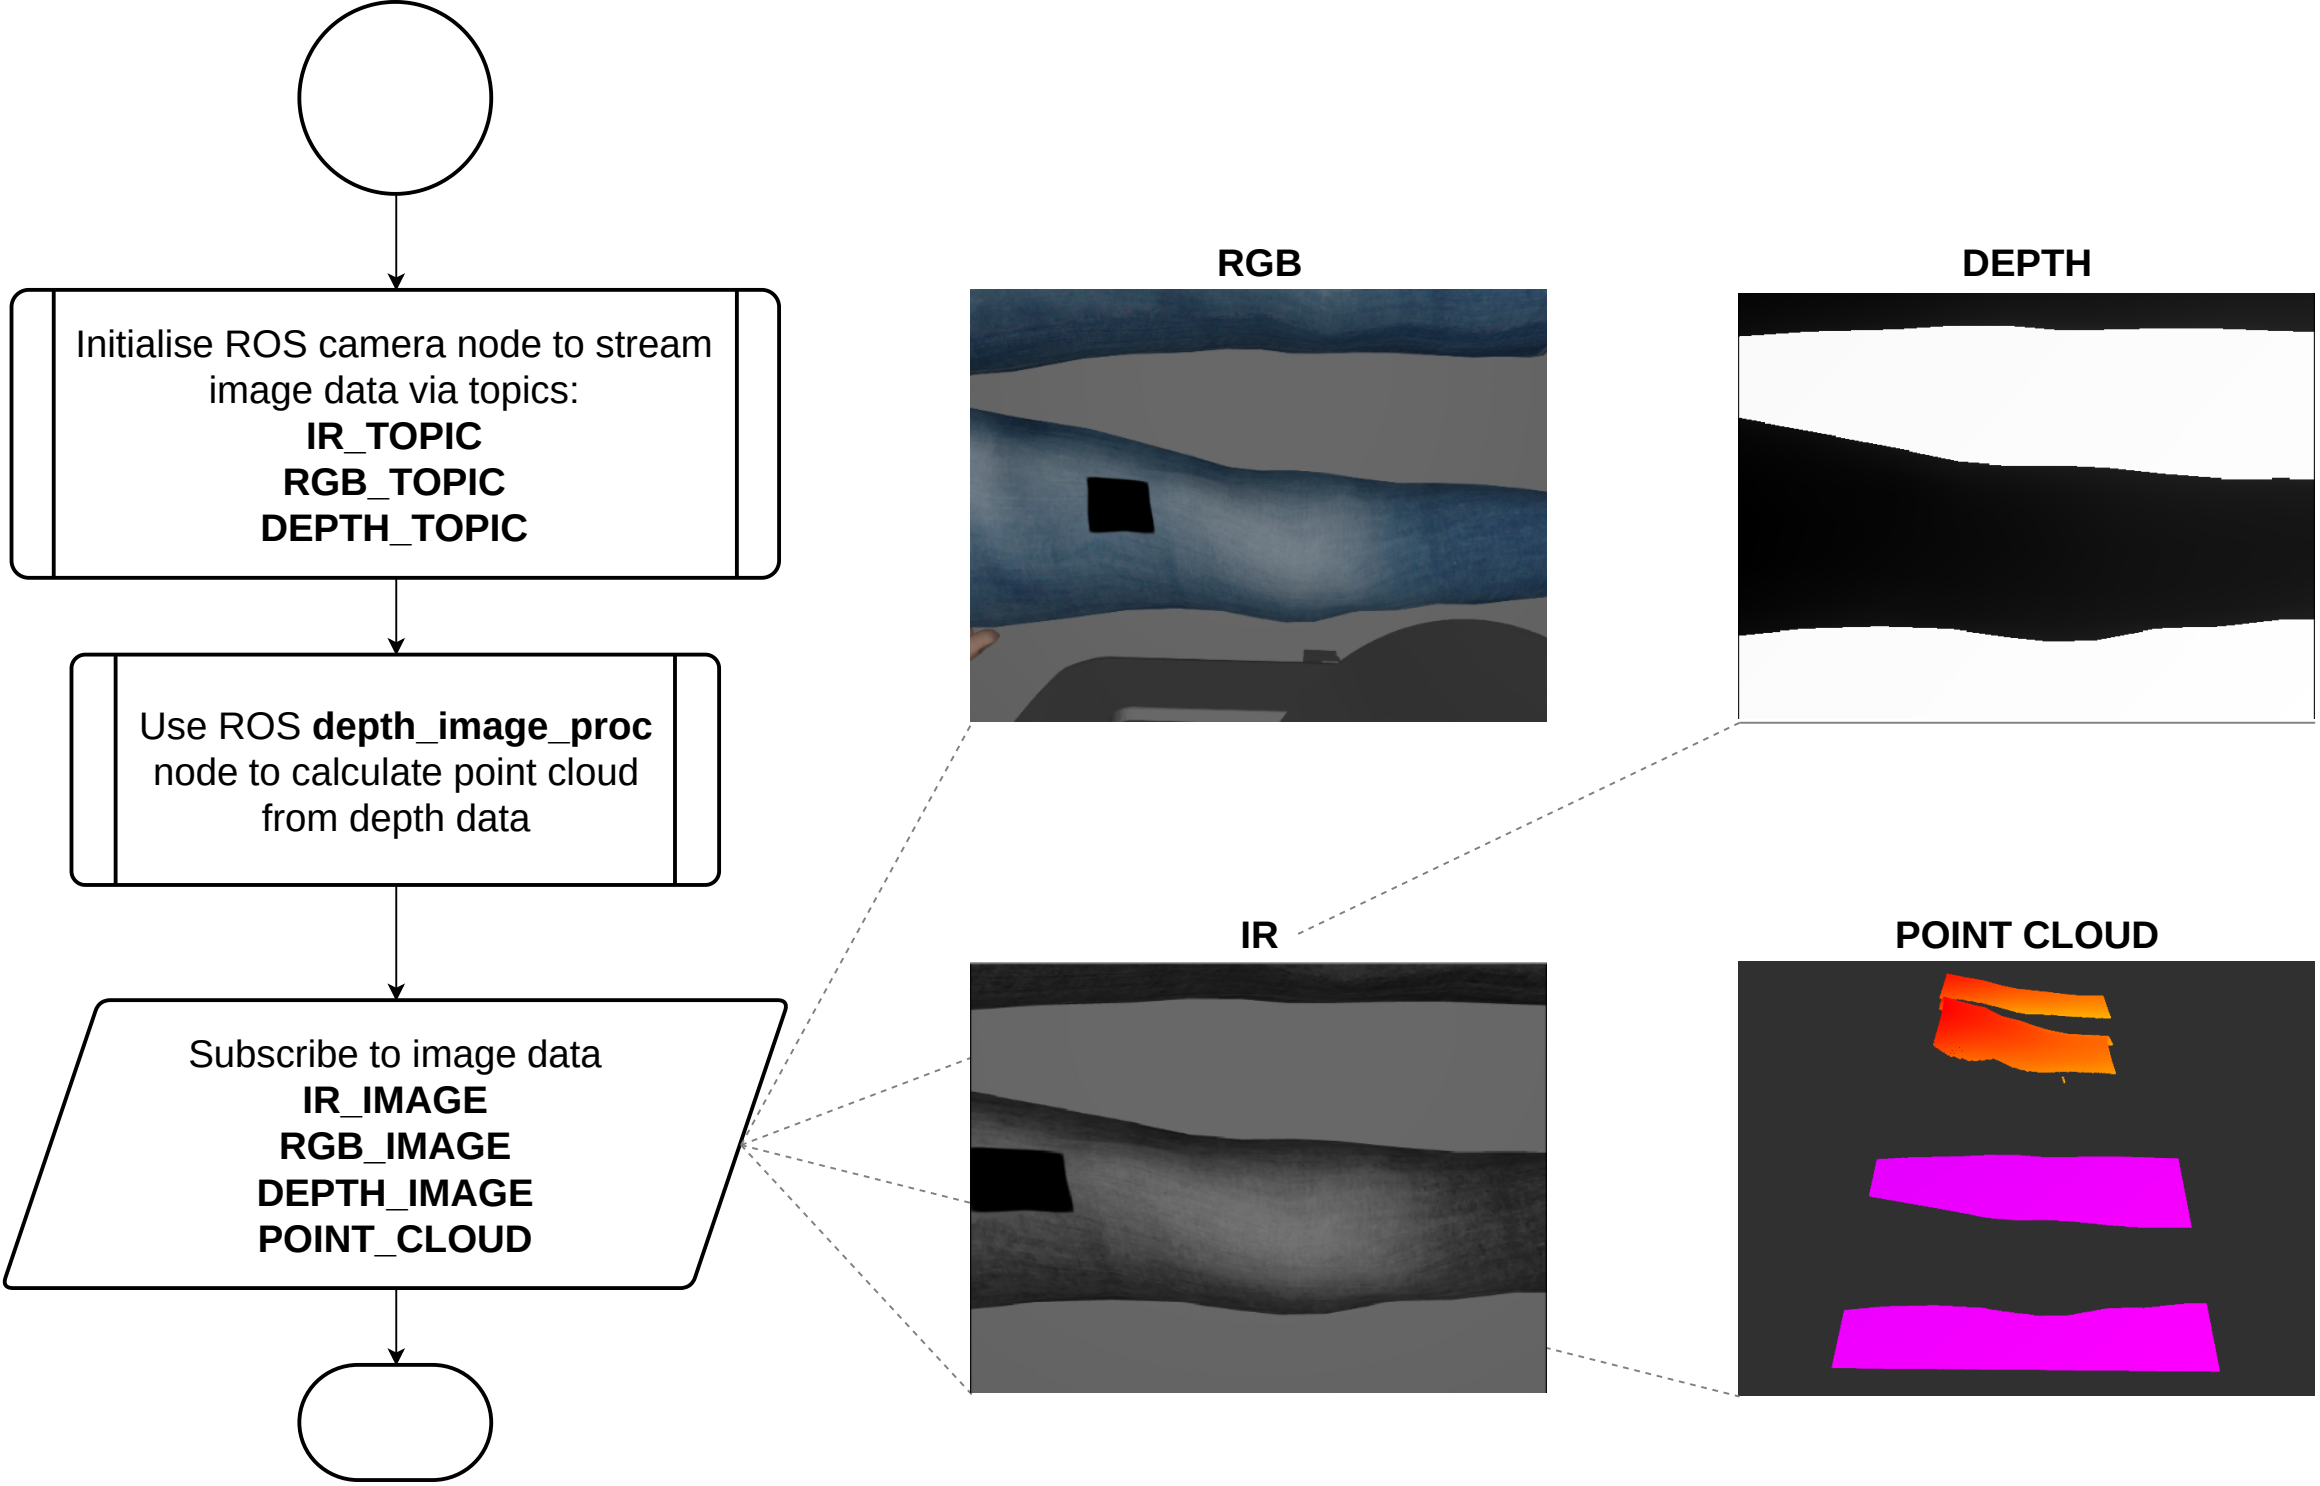 Initialise ROS camera node to stream
image data via topics:
IR_TOPIC
RGB_TOPIC
DEPTH_TOPIC
Use ROS depth_image_proc
node to calculate point cloud
from depth data
Subscribe to image data
IR_IMAGE
RGB_IMAGE
DEPTH_IMAGE
POINT_CLOUD
RGB
DEPTH
IR
POINT CLOUD